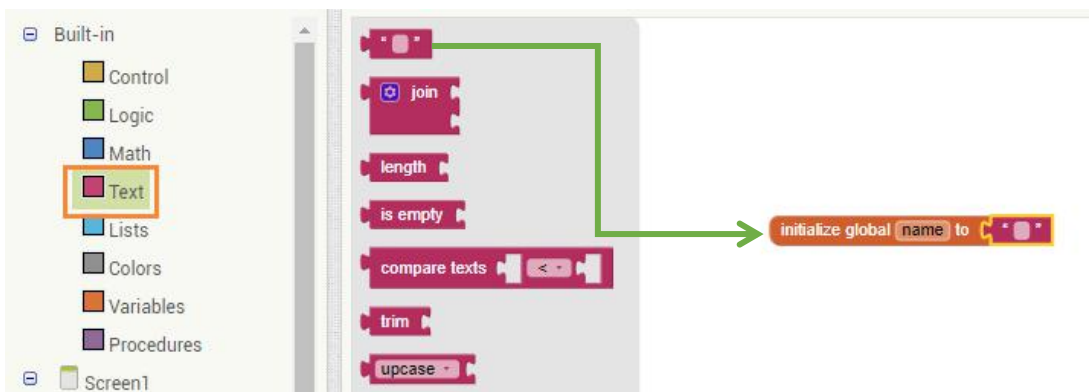 Built-in
Control
Logic
Math
Text
Lists
Colors
Variables
Procedures
Screen1
" "
join
length
is empty
compare texts <
trim
upcase
initialize global name to " "